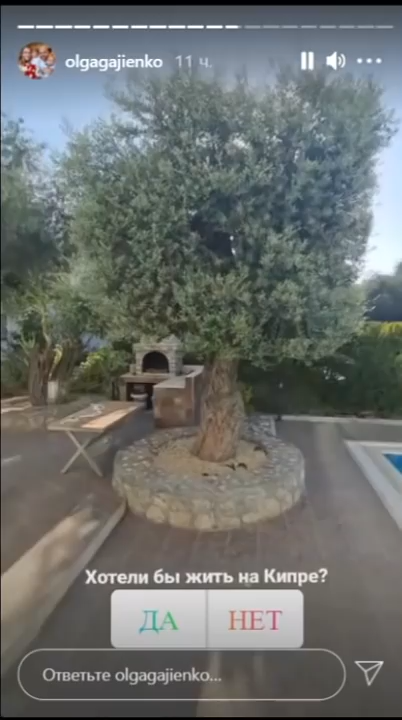 olgagajienko 11 ч.
Хотели бы жить на Кипре?
ДА НЕТ
Ответьте olgagajienko...